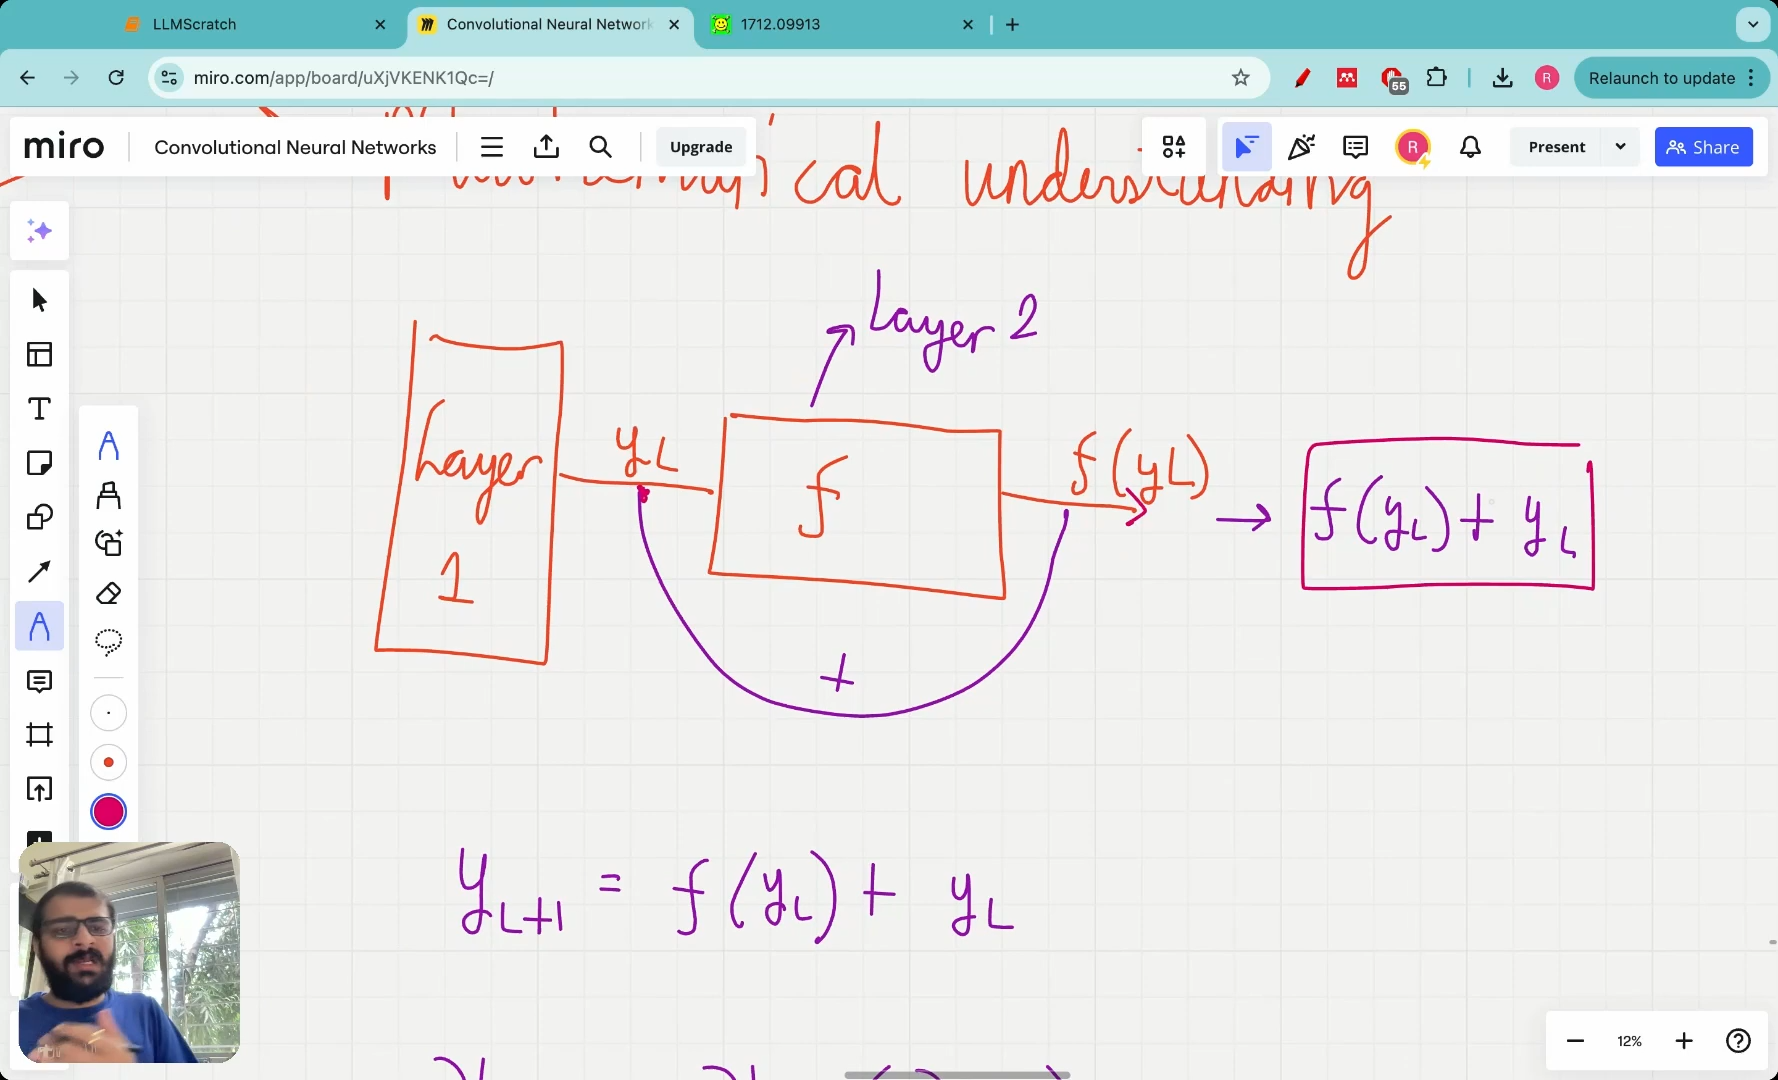 LLMScratch
Convolutional Neural Network
1712.09913
miro.com/app/board/uXjVKENK1Qc=/
55
R
Relaunch to update
miro
Convolutional Neural Networks
Upgrade
R
Present
Share
understanding
Layer 2
Layer
1
yL
f
f(yL)
f(yL) + yL
+
yL+1 = f(yL) + yL
12%